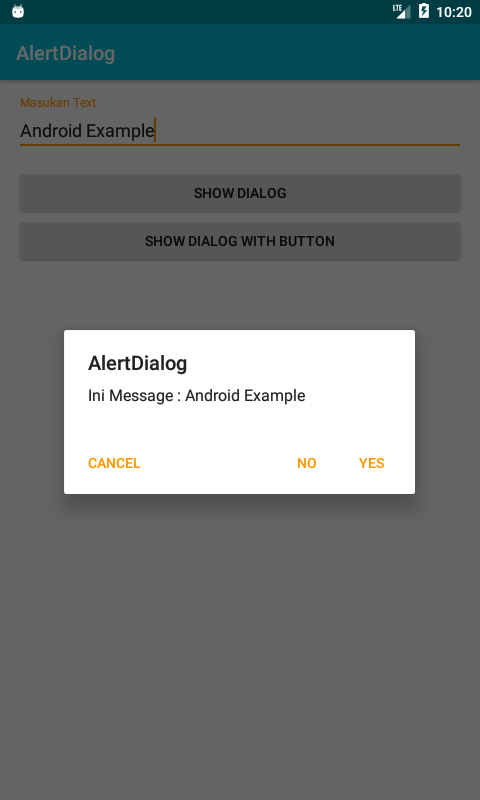 LTE 10:20
AlertDialog
Masukan Text
Android Example
SHOW DIALOG
SHOW DIALOG WITH BUTTON
AlertDialog
Ini Message : Android Example
CANCEL NO YES